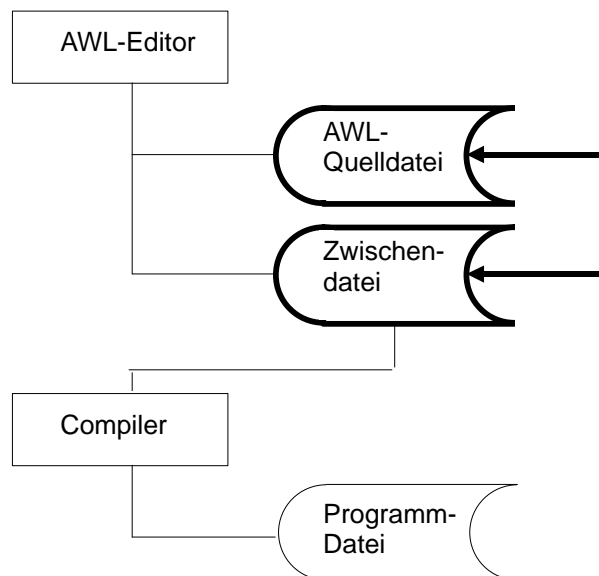 AWL-Editor
AWL-
Quelldatei
Zwischen-
datei
Compiler
Programm-
Datei